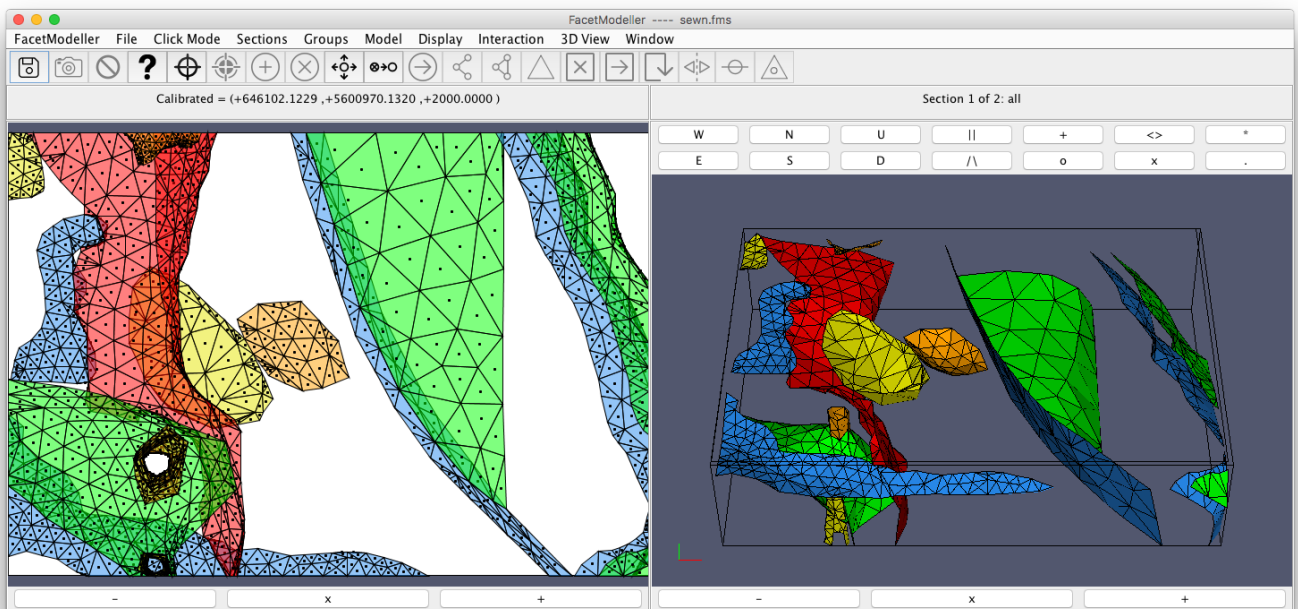 FacetModeller ---- sewn.fms
FacetModeller File Click Mode Sections Groups Model Display Interaction 3D View Window
?
Calibrated = (+646102.1229 ,+5600970.1320 ,+2000.0000 )
Section 1 of 2: all
W N U || + <> *
E S D /\ o x .
- x +
- x +